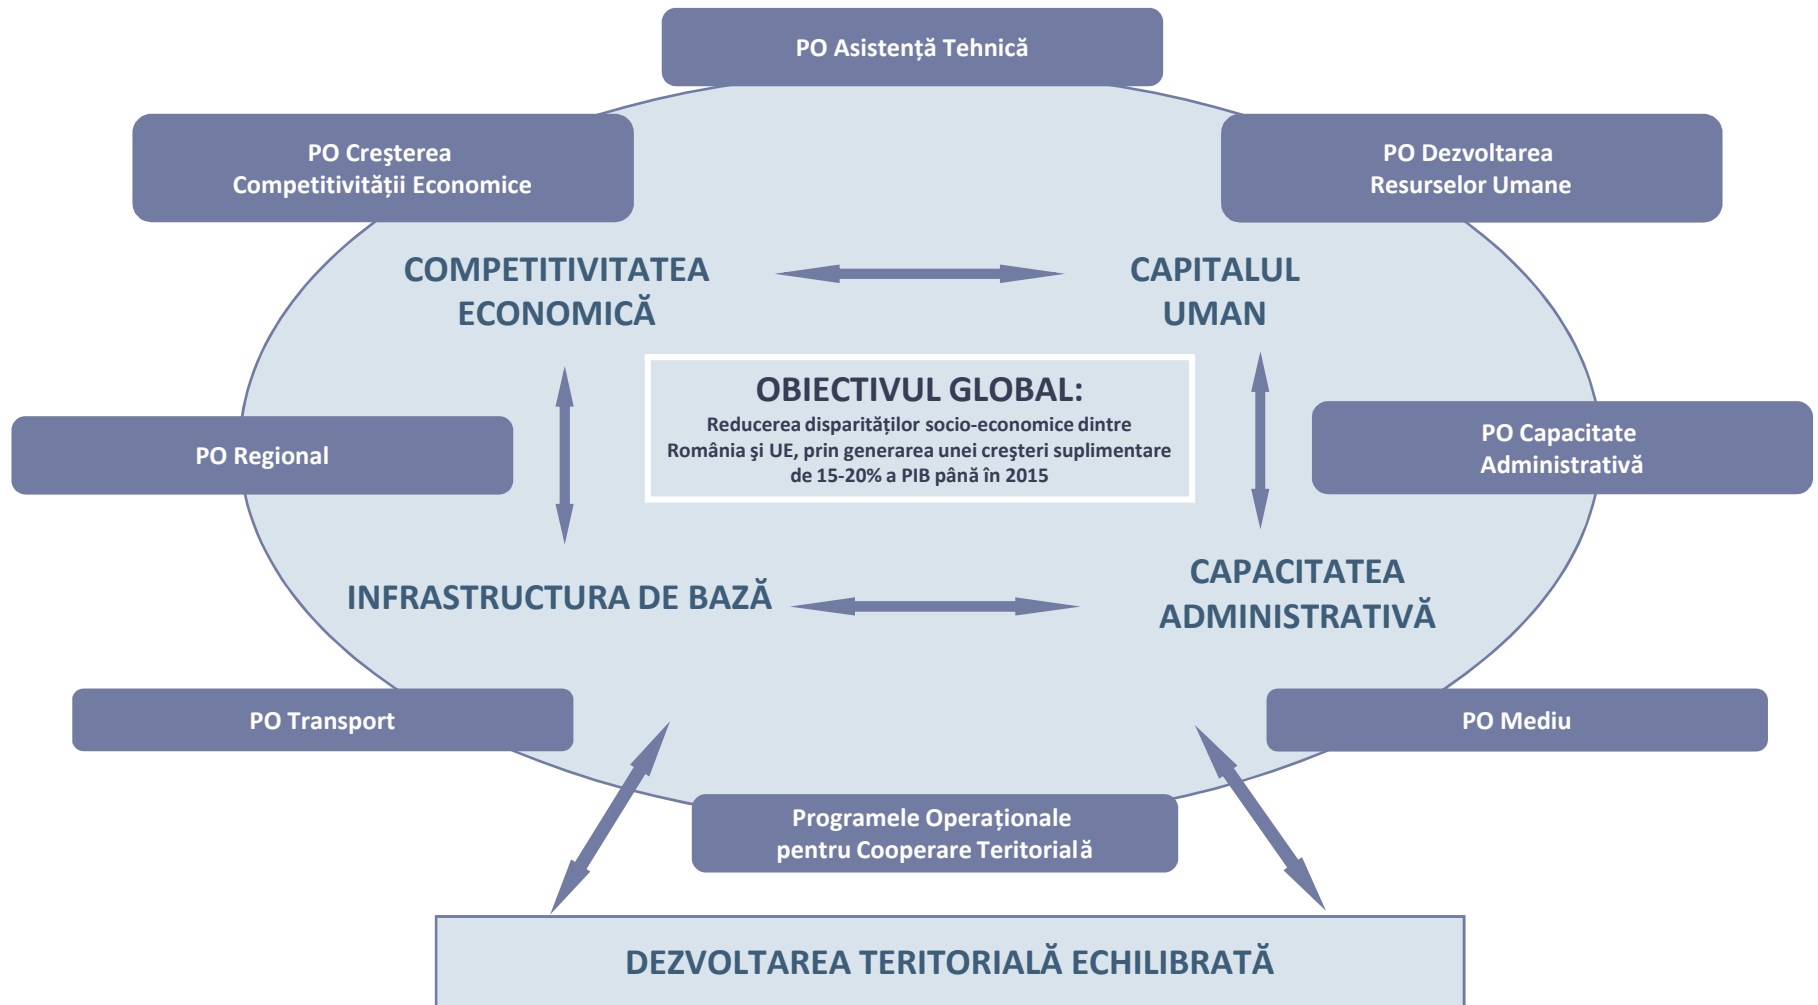 PO Asistență Tehnică
PO Creşterea
Competitivității Economice
PO Dezvoltarea
Resurselor Umane
COMPETITIVITATEA
ECONOMICĂ
CAPITALUL
UMAN
OBIECTIVUL GLOBAL:
Reducerea disparităților socio-economice dintre
România şi UE, prin generarea unei creşteri suplimentare
de 15-20% a PIB până în 2015
PO Regional
PO Capacitate
Administrativă
INFRASTRUCTURA DE BAZĂ
CAPACITATEA
ADMINISTRATIVĂ
PO Transport
PO Mediu
Programele Operaționale
pentru Cooperare Teritorială
DEZVOLTAREA TERITORIALĂ ECHILIBRATĂ